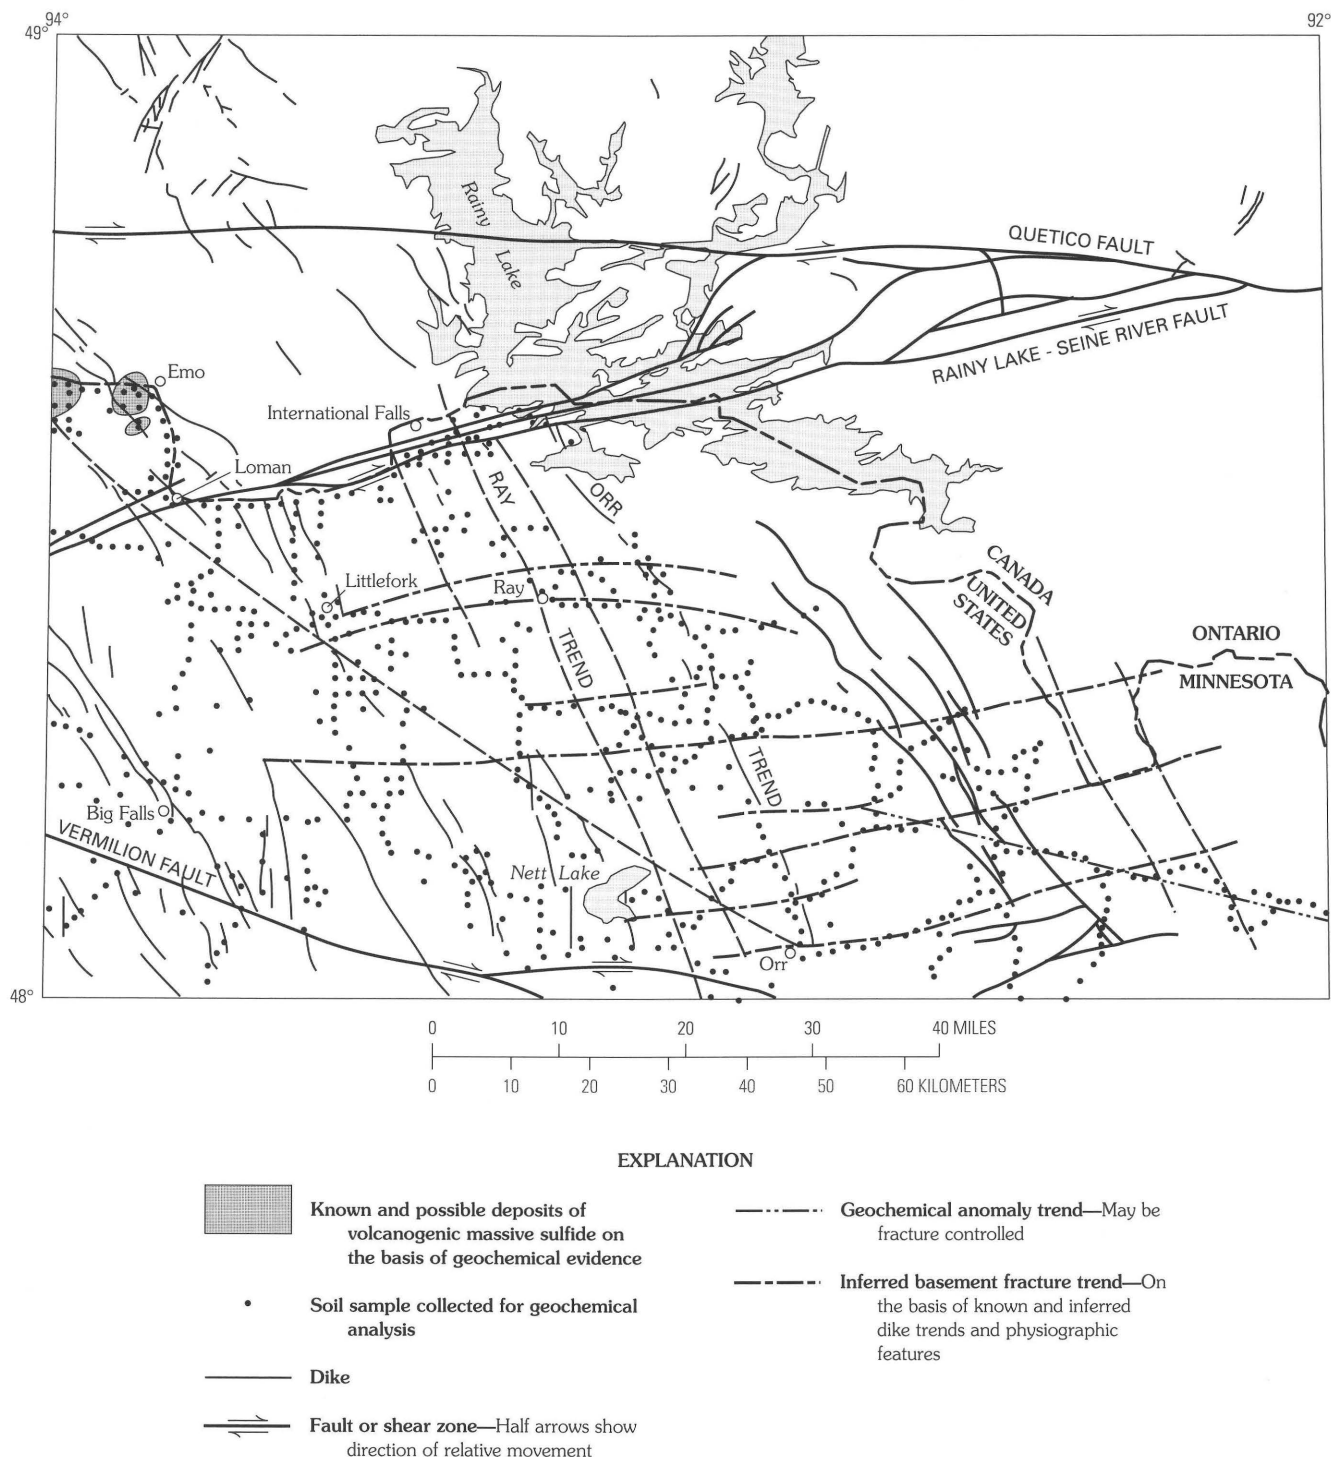 94°
92°
49°
Rainy
Lake
QUETICO FAULT
RAINY LAKE - SEINE RIVER FAULT
Emo
International Falls
Loman
RAY
ORR
CANADA
UNITED
STATES
Littlefork
Ray
TREND
ONTARIO
MINNESOTA
TREND
Big Falls
VERMILION FAULT
Nett Lake
Orr
48°
0 10 20 30 40 MILES
0 10 20 30 40 50 60 KILOMETERS
EXPLANATION
Known and possible deposits of
volcanogenic massive sulfide on
the basis of geochemical evidence
Soil sample collected for geochemical
analysis
Dike
Fault or shear zone—Half arrows show
direction of relative movement
Geochemical anomaly trend—May be
fracture controlled
Inferred basement fracture trend—On
the basis of known and inferred
dike trends and physiographic
features